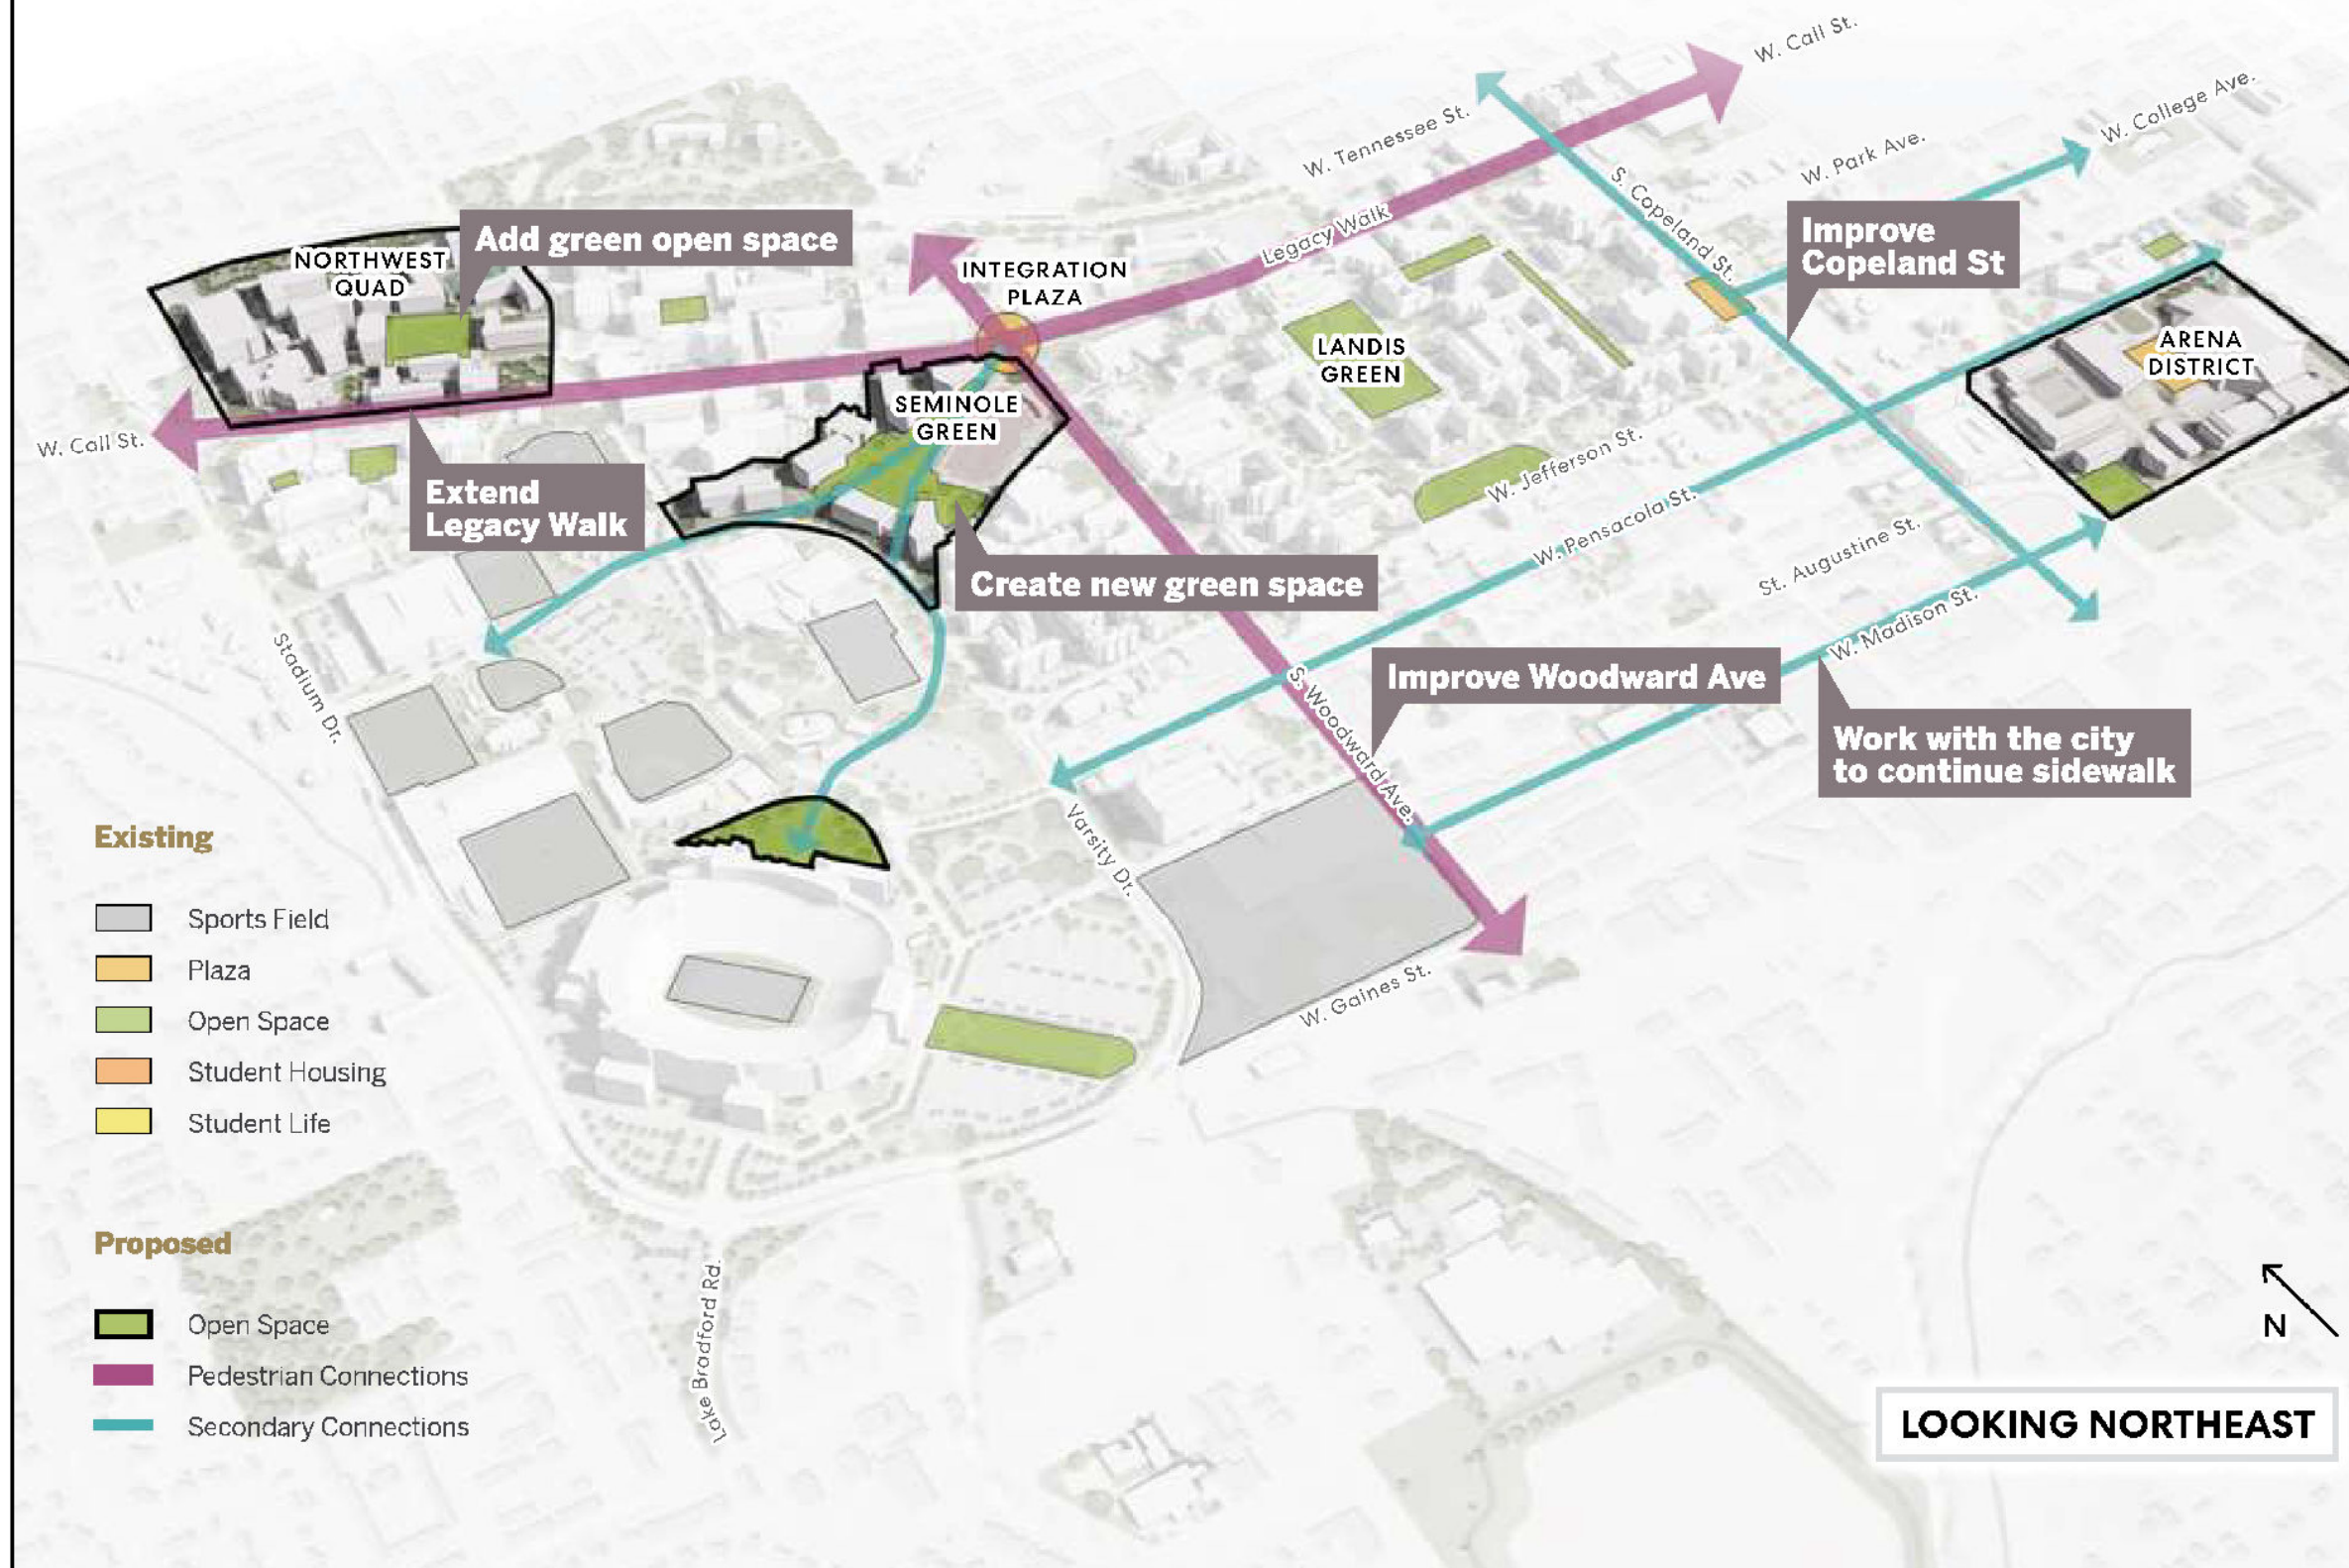 W. Call St.
W. College Ave.
W. Tennessee St.
W. Park Ave.
S. Copeland St.
Improve
Copeland St
Legacy Walk
Add green open space
NORTHWEST
QUAD
INTEGRATION
PLAZA
LANDIS
GREEN
ARENA
DISTRICT
SEMINOLE
GREEN
W. Call St.
W. Jefferson St.
Extend
Legacy Walk
W. Pensacola St.
St. Augustine St.
Create new green space
W. Madison St.
Stadium Dr.
S. Woodward Ave.
Improve Woodward Ave
Work with the city
to continue sidewalk
Varsity Dr.
W. Gaines St.
Existing
Sports Field
Plaza
Open Space
Student Housing
Student Life
Proposed
Open Space
Pedestrian Connections
Secondary Connections
Lake Bradford Rd.
N
LOOKING NORTHEAST